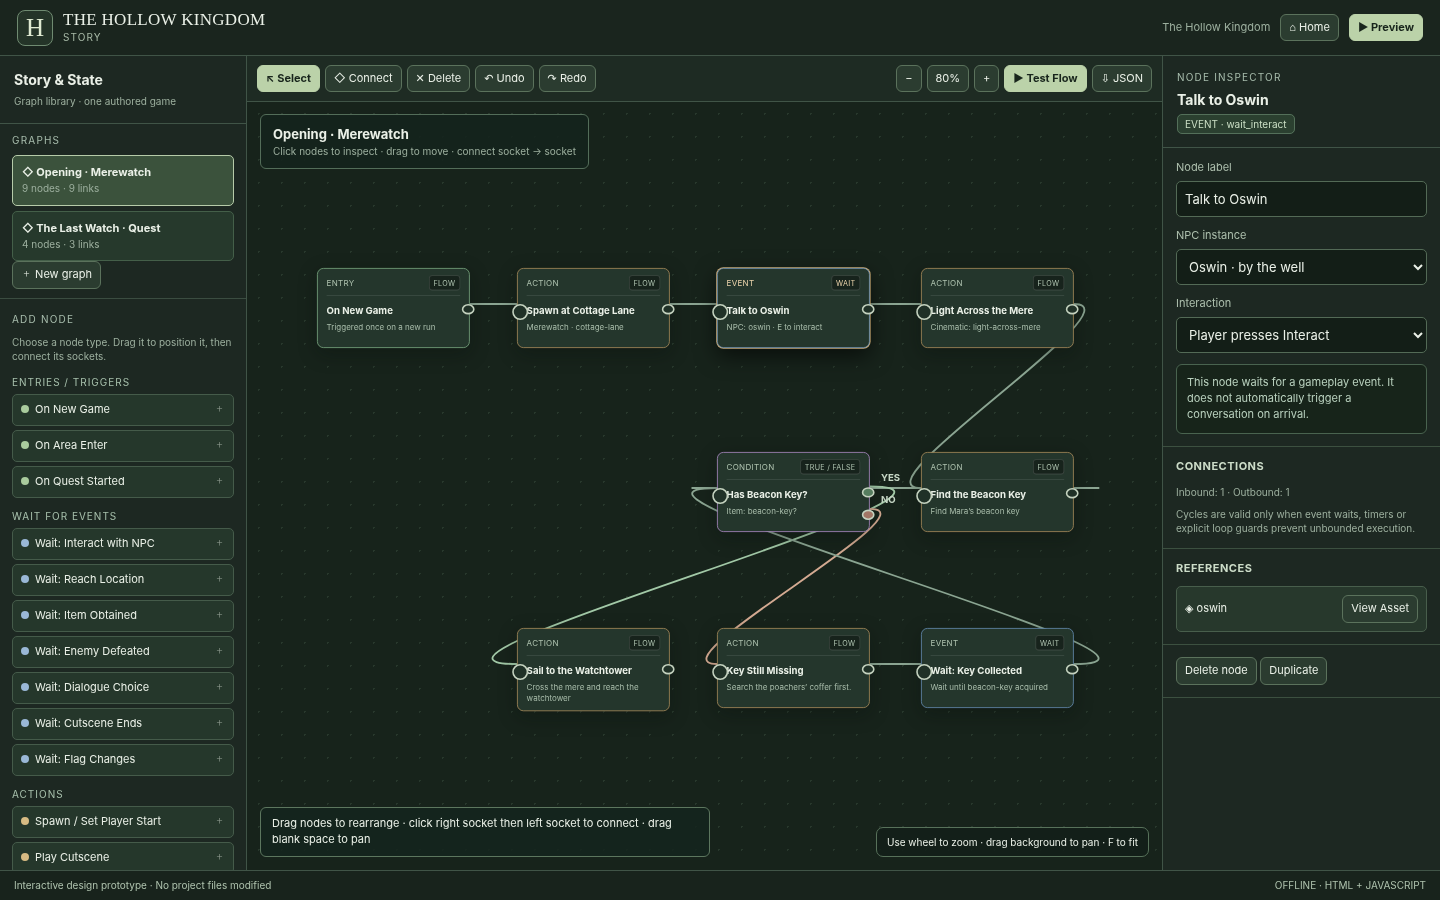 H
THE HOLLOW KINGDOM
STORY
The Hollow Kingdom
⌂ Home
▶ Preview
Story & State
Graph library · one authored game
GRAPHS
◇ Opening · Merewatch
9 nodes · 9 links
◇ The Last Watch · Quest
4 nodes · 3 links
+ New graph
ADD NODE
Choose a node type. Drag it to position it, then
connect its sockets.
ENTRIES / TRIGGERS
On New Game +
On Area Enter +
On Quest Started +
WAIT FOR EVENTS
Wait: Interact with NPC +
Wait: Reach Location +
Wait: Item Obtained +
Wait: Enemy Defeated +
Wait: Dialogue Choice +
Wait: Cutscene Ends +
Wait: Flag Changes +
ACTIONS
Spawn / Set Player Start +
Play Cutscene +
↖ Select
◇ Connect
✕ Delete
↶ Undo
↷ Redo
−
80%
+
▶ Test Flow
⇩ JSON
Opening · Merewatch
Click nodes to inspect · drag to move · connect socket → socket
ENTRY FLOW
On New Game
Triggered once on a new run
ACTION FLOW
Spawn at Cottage Lane
Merewatch · cottage-lane
EVENT WAIT
Talk to Oswin
NPC: oswin · E to interact
ACTION FLOW
Light Across the Mere
Cinematic: light-across-mere
CONDITION TRUE / FALSE
Has Beacon Key?
Item: beacon-key?
YES
NO
ACTION FLOW
Find the Beacon Key
Find Mara's beacon key
ACTION FLOW
Sail to the Watchtower
Cross the mere and reach the
watchtower
ACTION FLOW
Key Still Missing
Search the poachers' coffer first.
EVENT WAIT
Wait: Key Collected
Wait until beacon-key acquired
Drag nodes to rearrange · click right socket then left socket to connect · drag
blank space to pan
Use wheel to zoom · drag background to pan · F to fit
NODE INSPECTOR
Talk to Oswin
EVENT · wait_interact
Node label
Talk to Oswin
NPC instance
Oswin · by the well
Interaction
Player presses Interact
This node waits for a gameplay event. It
does not automatically trigger a
conversation on arrival.
CONNECTIONS
Inbound: 1 · Outbound: 1
Cycles are valid only when event waits, timers or
explicit loop guards prevent unbounded execution.
REFERENCES
◈ oswin
View Asset
Delete node
Duplicate
Interactive design prototype · No project files modified
OFFLINE · HTML + JAVASCRIPT